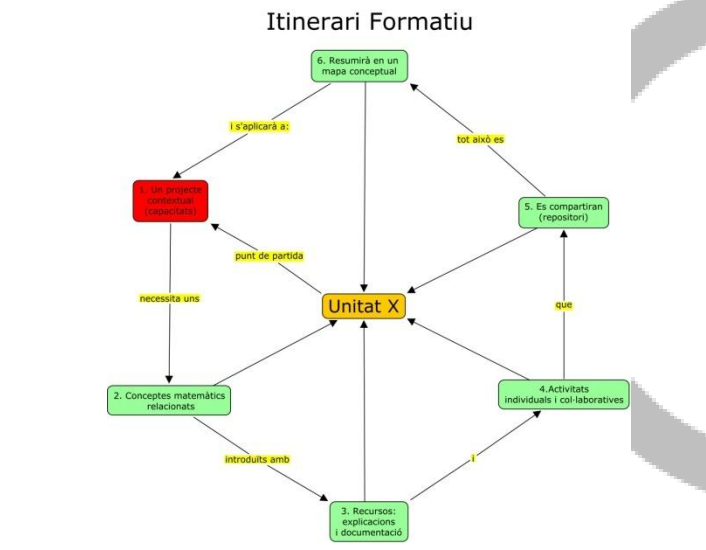 Itinerari Formatiu
6. Resumirà en un
mapa conceptual
i s'aplicarà a:
tot això es
1. Un projecte
contextual
(capacitats)
5. Es compartiran
(repositori)
punt de partida
necessita uns
Unitat X
que
2. Conceptes matemàtics
relacionats
4.Activitats
individuals i col·laboratives
introduïts amb
i
3. Recursos:
explicacions
i documentació